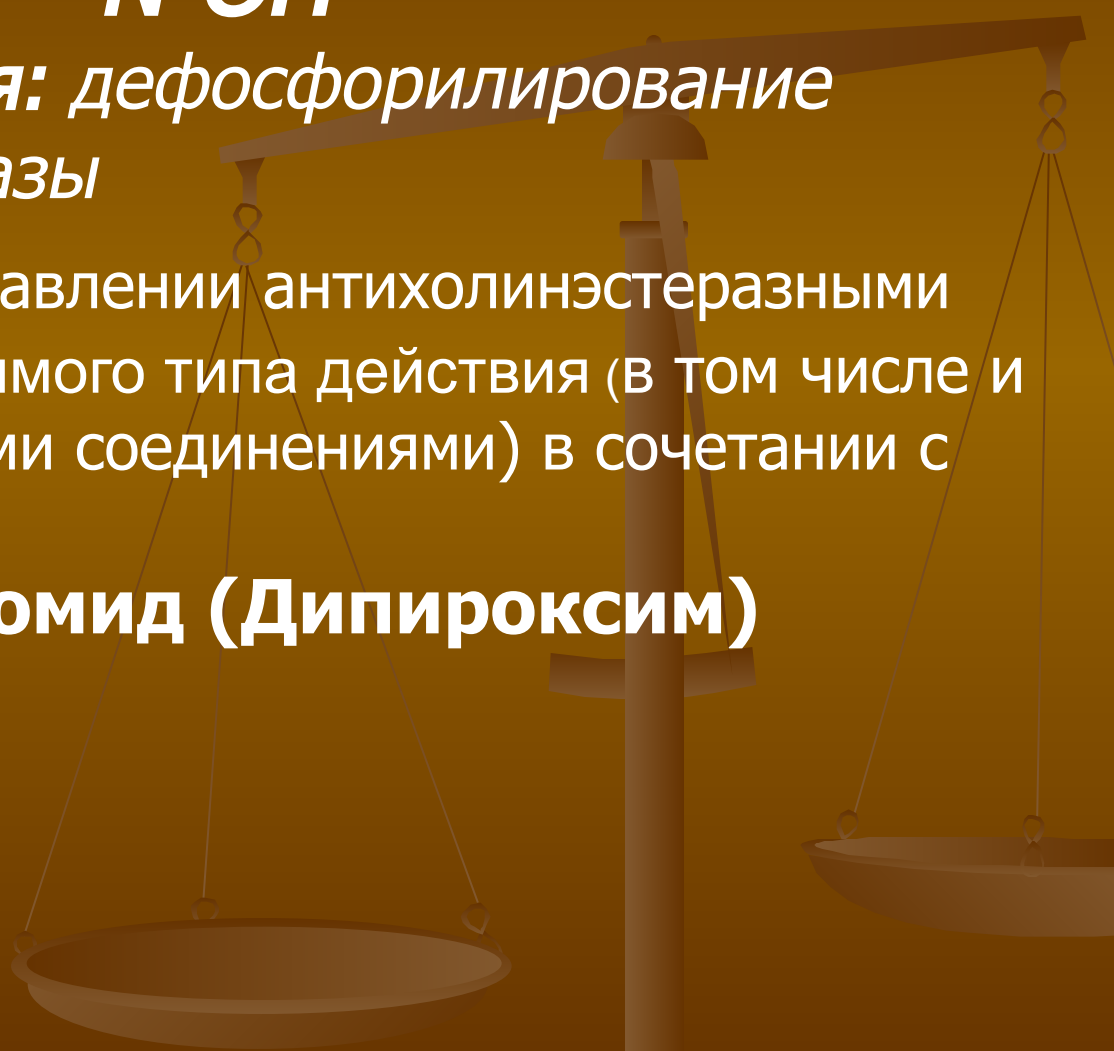 я: дефосфорилирование
азы
авлении антихолинэстеразными
имого типа действия (в том числе и
ми соединениями) в сочетании с
омид (Дипироксим)